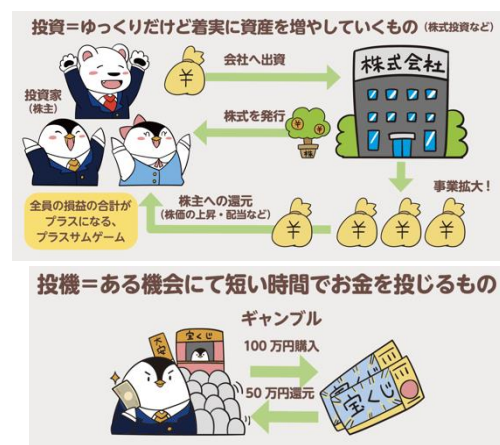 投資=ゆっくりだけど着実に資産を増やしていくもの(株式投資など)
会社へ出資
株式会社
¥
投資家
(株主)
株式を発行
¥ ¥
株
事業拡大!
全員の損益の合計が
プラスになる、
プラスサムゲーム
株主への還元
(株価の上昇・配当など)
¥ ¥ ¥ ¥
投機=ある機会にて短い時間でお金を投じるもの
ギャンブル
大安
宝くじ
100万円購入
50万円還元
宝くじ